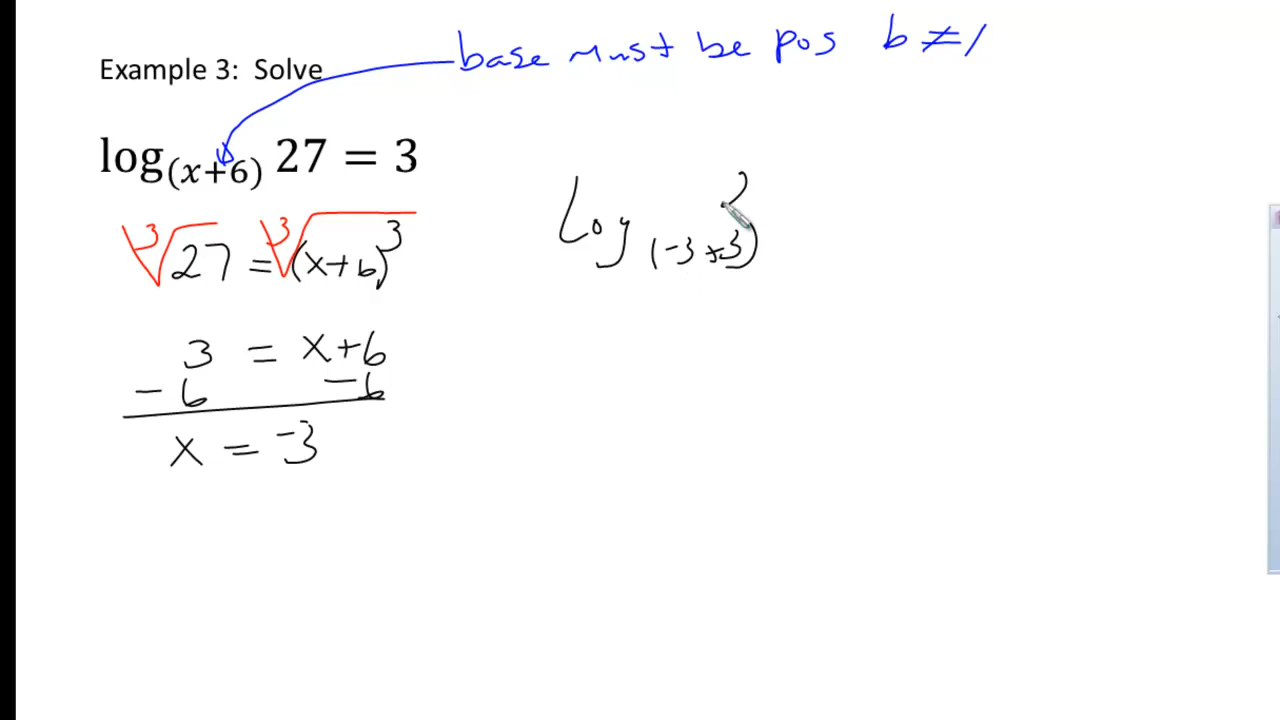 base must be pos b ≠ 1
Example 3: Solve
log₍ₓ₊₆₎ 27 = 3
∛27 = ∛(x+6)³
3 = x+6
-6 -6
x = -3
log₍₋₃₊₃₎ 2